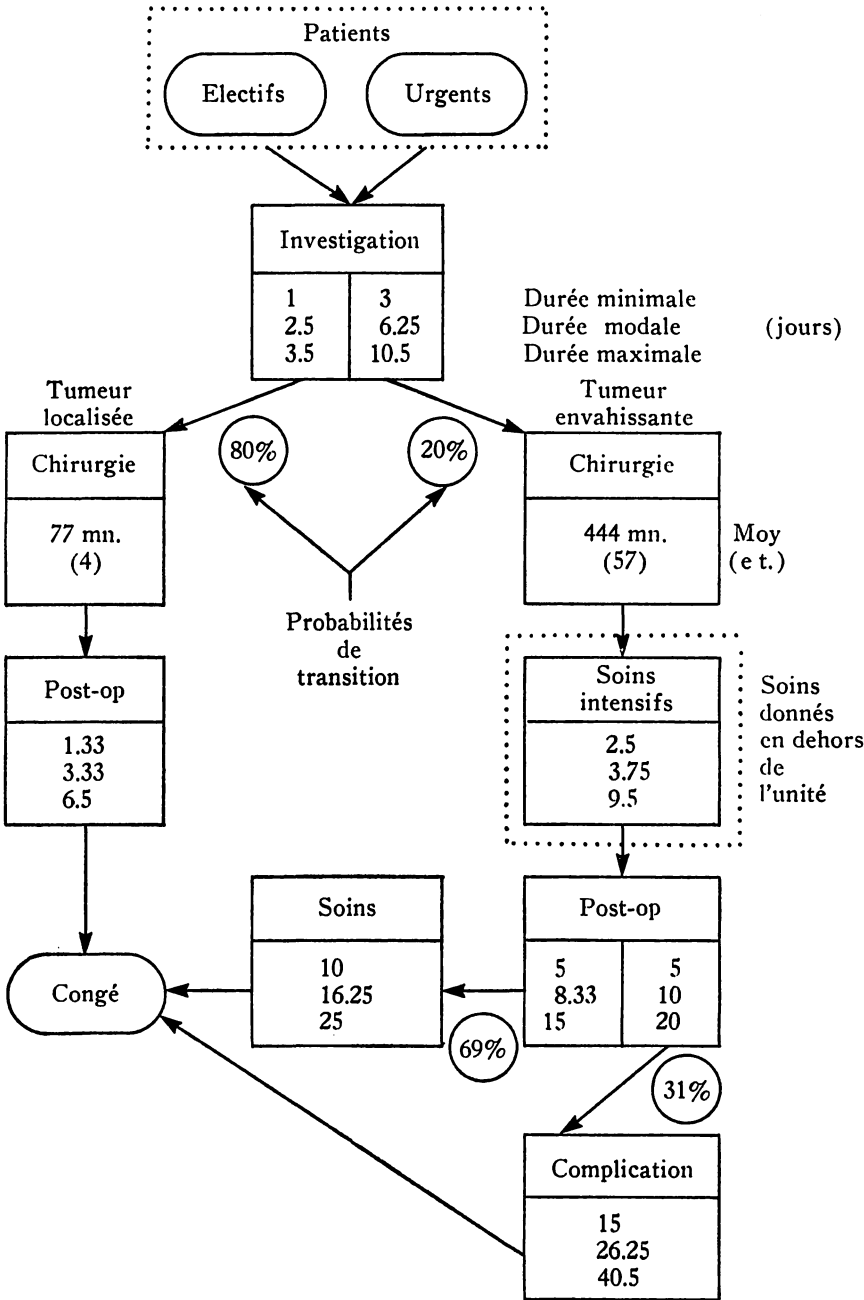 Patients
Electifs
Urgents
Investigation
1
3
2.5
6.25
3.5
10.5
Durée minimale
Durée modale (jours)
Durée maximale
Tumeur
localisée
Tumeur
envahissante
Chirurgie
80%
20%
Chirurgie
77 mn.
(4)
444 mn.
(57)
Moy
(e t.)
Probabilités
de
transition
Post-op
1.33
3.33
6.5
Soins
intensifs
2.5
3.75
9.5
Soins
donnés
en dehors
de
l'unité
Congé
Soins
10
16.25
25
Post-op
5
5
8.33
10
15
20
69%
31%
Complication
15
26.25
40.5